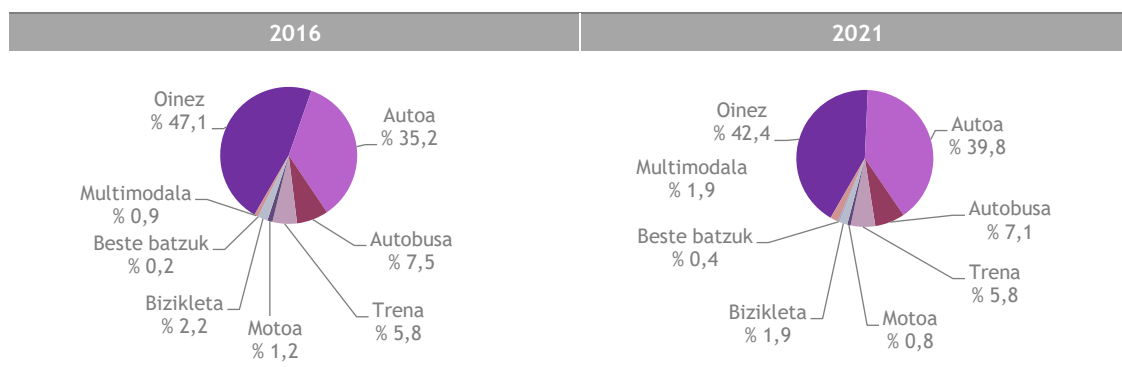 2016
2021
Oinez
% 47,1
Autoa
% 35,2
Multimodala
% 0,9
Beste batzuk
% 0,2
Autobusa
% 7,5
Bizikleta
% 2,2
Motoa
% 1,2
Trena
% 5,8
Oinez
% 42,4
Autoa
% 39,8
Multimodala
% 1,9
Autobusa
% 7,1
Beste batzuk
% 0,4
Trena
% 5,8
Bizikleta
% 1,9
Motoa
% 0,8